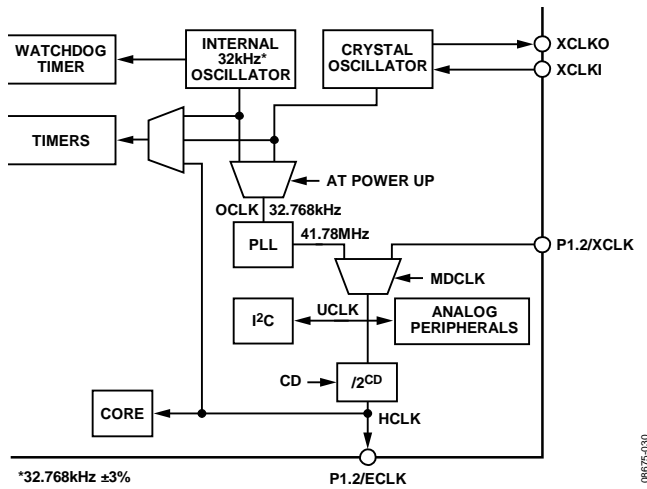 WATCHDOG
TIMER
INTERNAL
32kHz*
OSCILLATOR
CRYSTAL
OSCILLATOR
XCLKO
XCLKI
TIMERS
AT POWER UP
OCLK 32.768kHz
PLL
41.78MHz
P1.2/XCLK
MDCLK
I2C
UCLK
ANALOG
PERIPHERALS
CD
/2CD
CORE
HCLK
*32.768kHz ±3%
P1.2/ECLK
08675-030